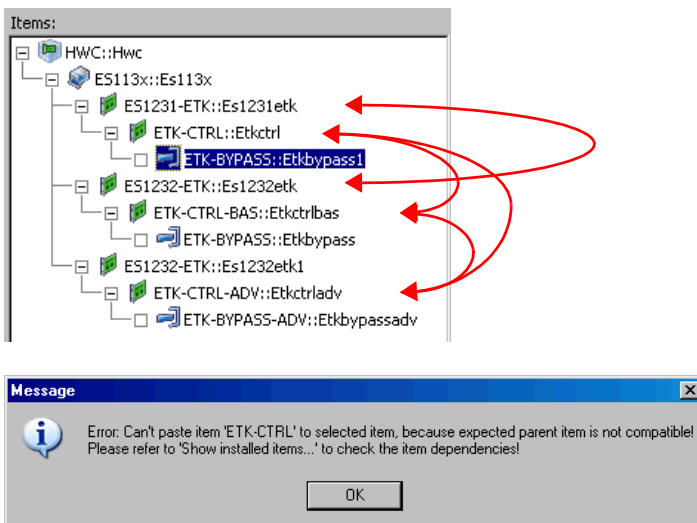 Items:
HWC::Hwc
ES113x::Es113x
ES1231-ETK::Es1231etk
ETK-CTRL::Etkctrl
ETK-BYPASS::Etkbypass1
ES1232-ETK::Es1232etk
ETK-CTRL-BAS::Etkctrlbas
ETK-BYPASS::Etkbypass
ES1232-ETK::Es1232etk1
ETK-CTRL-ADV::Etkctrladv
ETK-BYPASS-ADV::Etkbypassadv
Message
Error: Can't paste item 'ETK-CTRL' to selected item, because expected parent item is not compatible!
Please refer to 'Show installed items...' to check the item dependencies!
OK